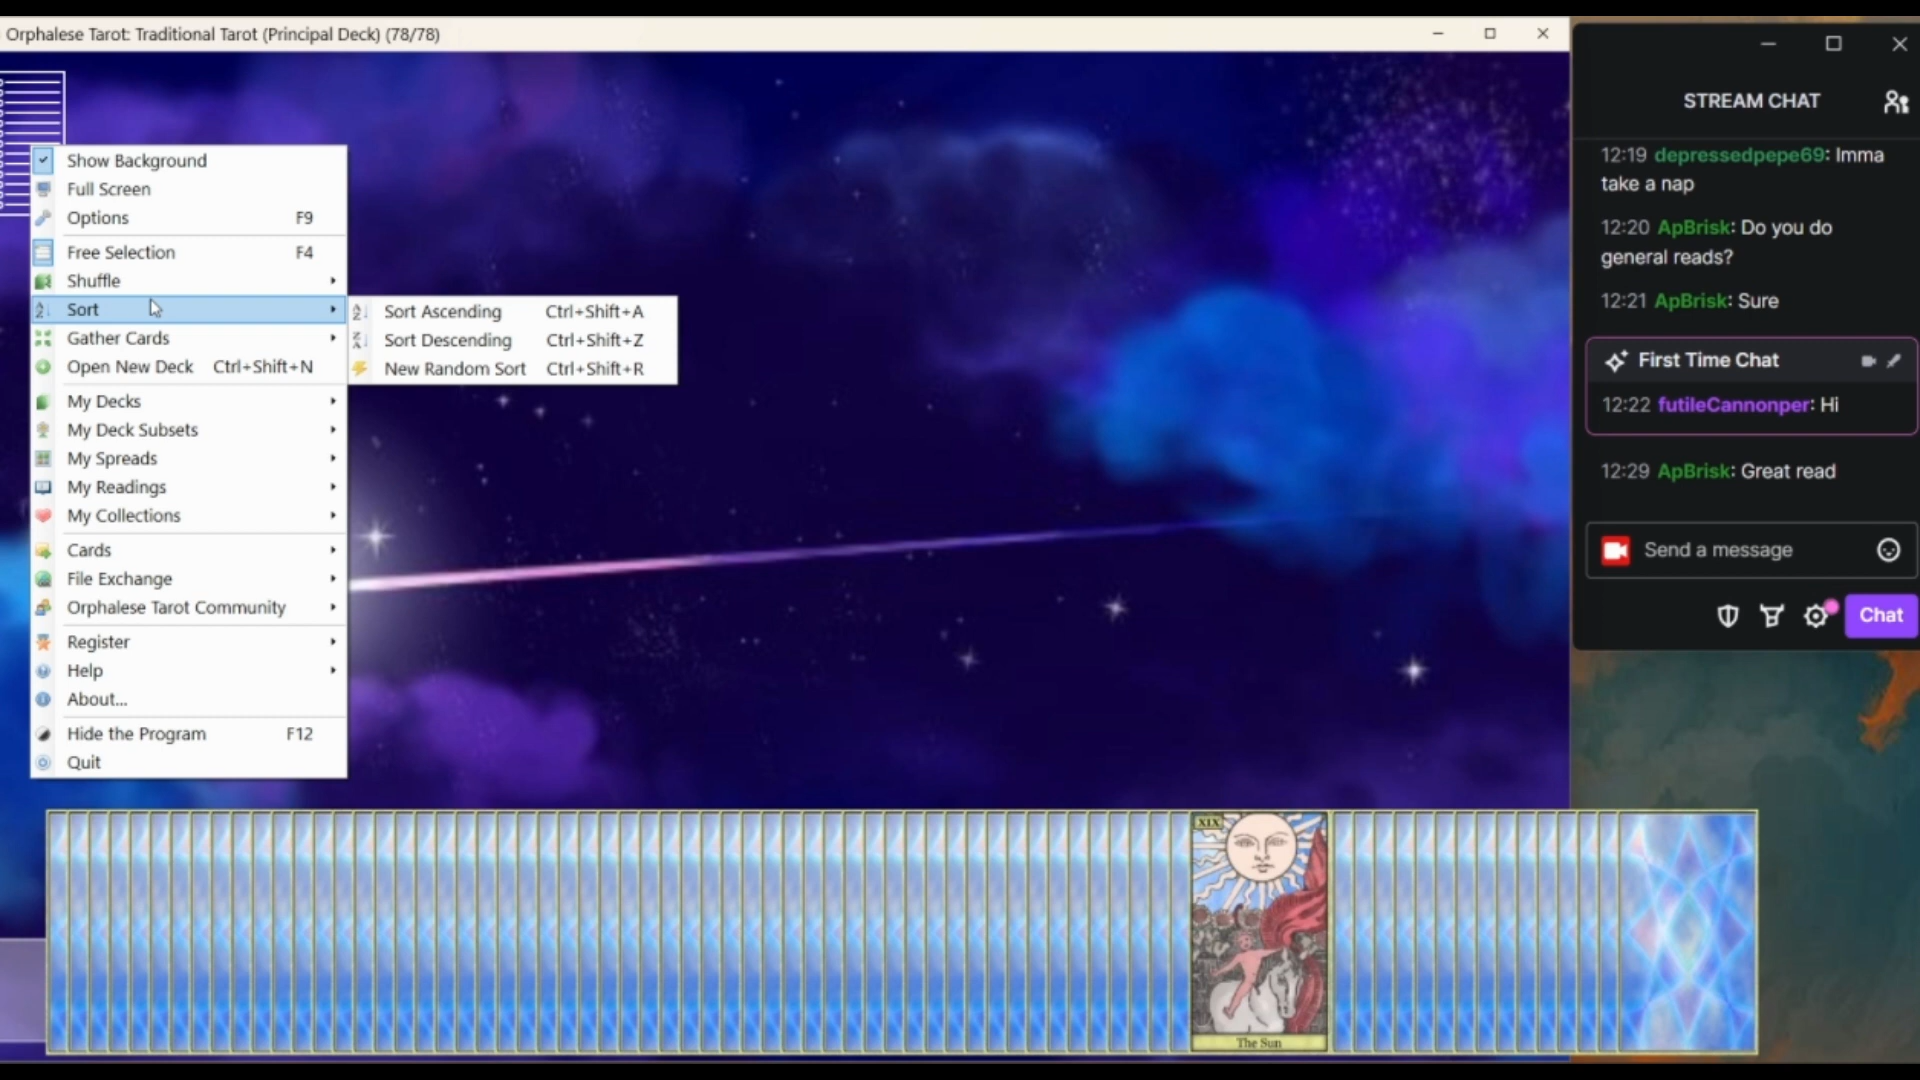 Orphalese Tarot: Traditional Tarot (Principal Deck) (78/78)
Show Background
Full Screen
Options F9
Free Selection F4
Shuffle
Sort
Gather Cards
Open New Deck Ctrl+Shift+N
My Decks
My Deck Subsets
My Spreads
My Readings
My Collections
Cards
File Exchange
Orphalese Tarot Community
Register
Help
About...
Hide the Program F12
Quit
Sort Ascending Ctrl+Shift+A
Sort Descending Ctrl+Shift+Z
New Random Sort Ctrl+Shift+R
XIX
The Sun
STREAM CHAT
12:19 depressedpepe69: Imma
take a nap
12:20 ApBrisk: Do you do
general reads?
12:21 ApBrisk: Sure
First Time Chat
12:22 futileCannonper: Hi
12:29 ApBrisk: Great read
Send a message
Chat